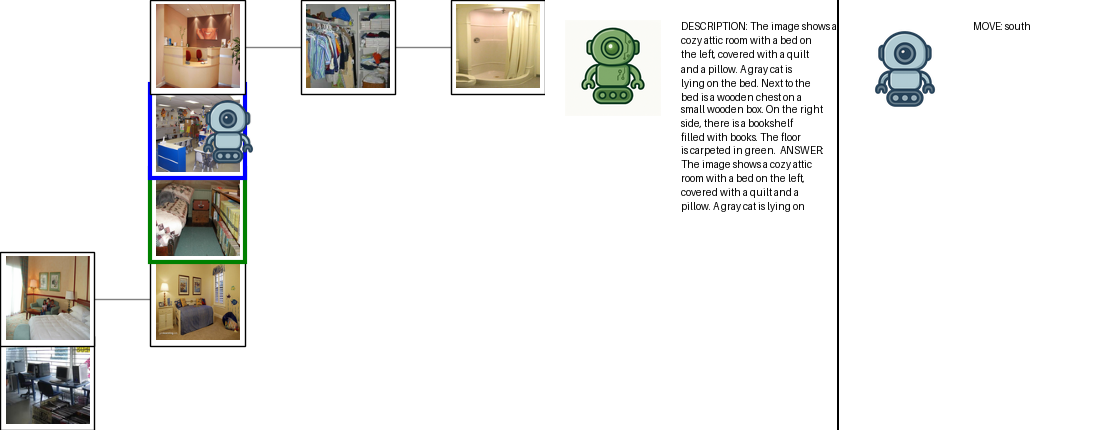 DESCRIPTION: The image shows a
cozy attic room with a bed on
the left, covered with a quilt
and a pillow. A gray cat is
lying on the bed. Next to the
bed is a wooden chest on a
small wooden box. On the right
side, there is a bookshelf
filled with books. The floor
is carpeted in green. ANSWER:
The image shows a cozy attic
room with a bed on the left,
covered with a quilt and a
pillow. A gray cat is lying on
MOVE: south